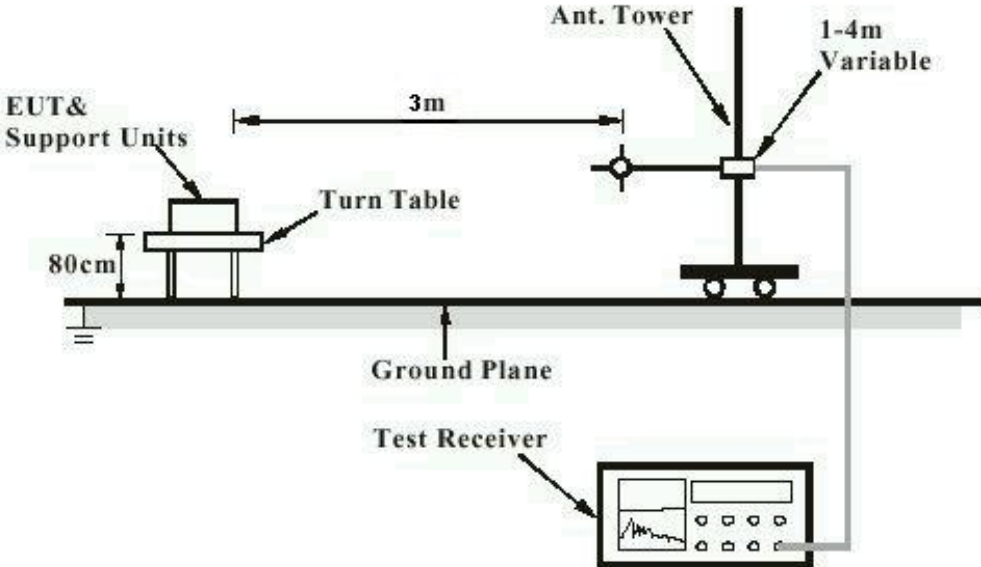 Ant. Tower
1-4m
Variable
3m
EUT&
Support Units
Turn Table
80cm
Ground Plane
Test Receiver